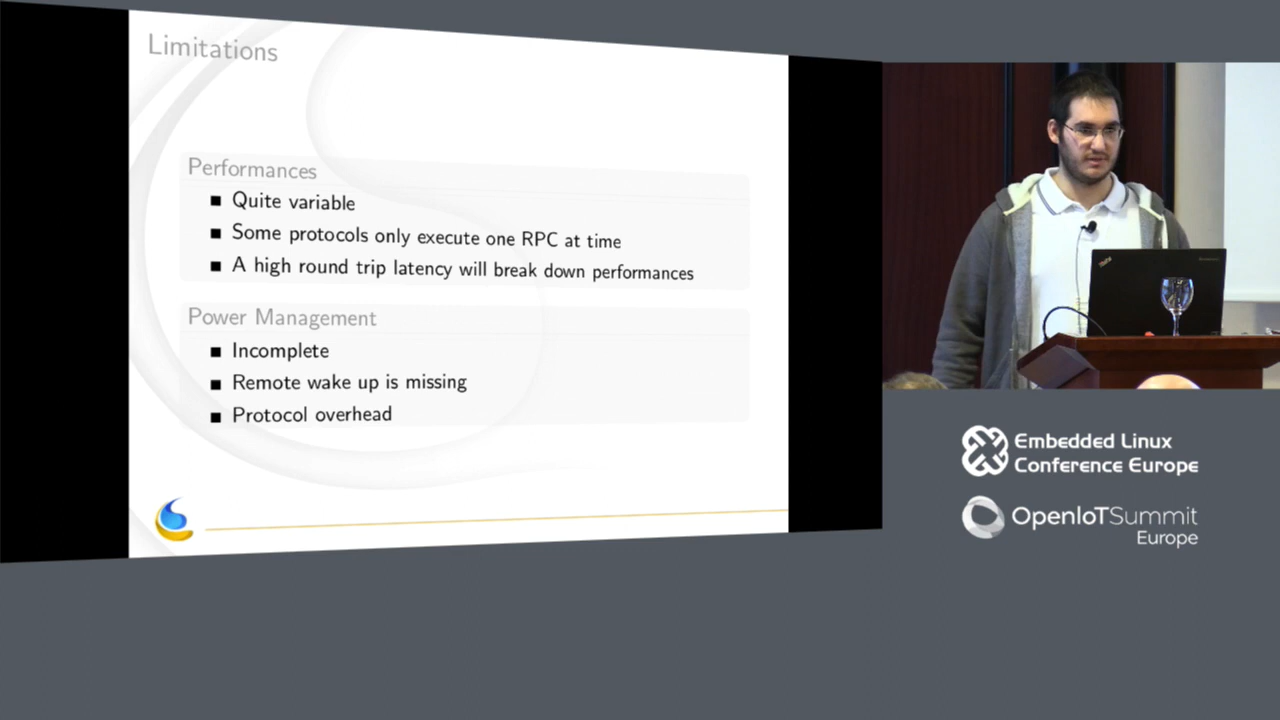 Limitations
Performances
Quite variable
Some protocols only execute one RPC at time
A high round trip latency will break down performances
Power Management
Incomplete
Remote wake up is missing
Protocol overhead
Embedded Linux
Conference Europe
OpenIoTSummit
Europe